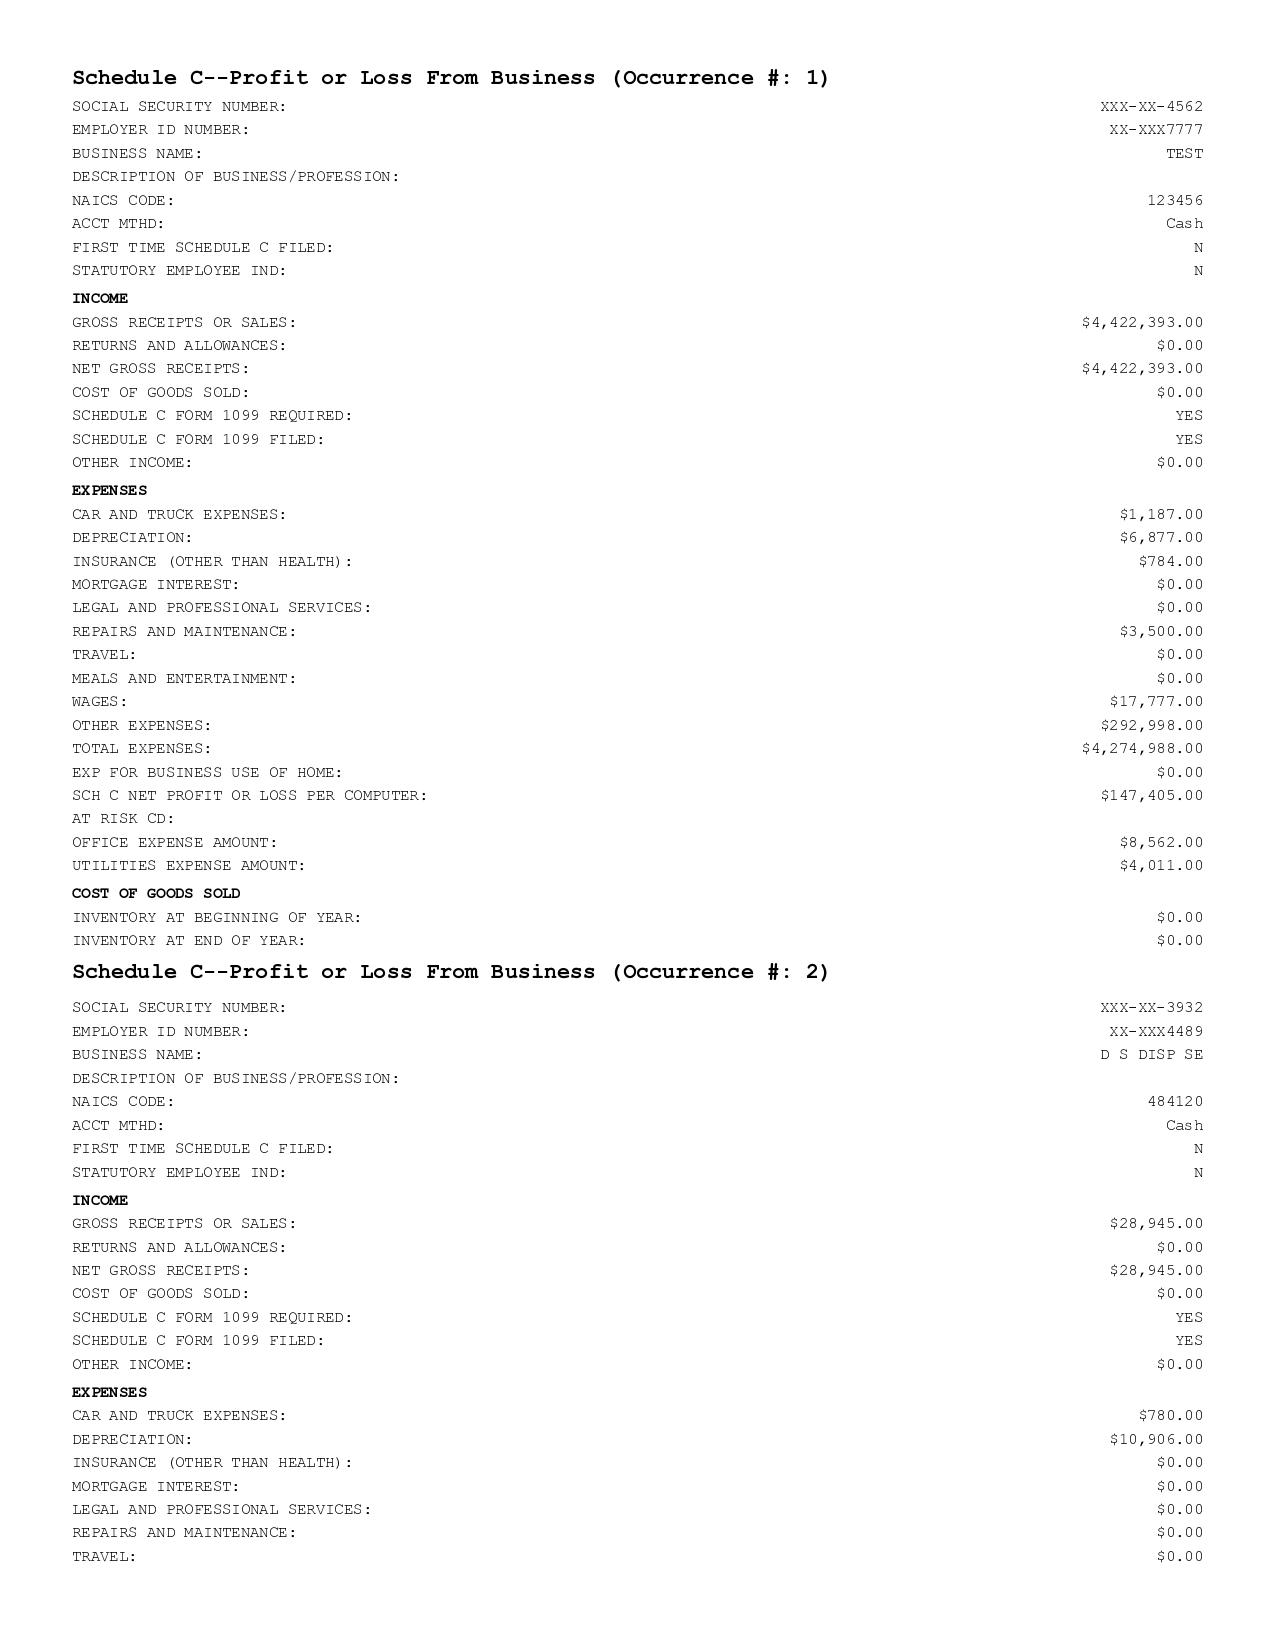 Schedule C--Profit or Loss From Business (Occurrence #: 1)
SOCIAL SECURITY NUMBER: XXX-XX-4562
EMPLOYER ID NUMBER: XX-XXX7777
BUSINESS NAME: TEST
DESCRIPTION OF BUSINESS/PROFESSION:
NAICS CODE: 123456
ACCT MTHD: Cash
FIRST TIME SCHEDULE C FILED: N
STATUTORY EMPLOYEE IND: N
INCOME
GROSS RECEIPTS OR SALES: $4,422,393.00
RETURNS AND ALLOWANCES: $0.00
NET GROSS RECEIPTS: $4,422,393.00
COST OF GOODS SOLD: $0.00
SCHEDULE C FORM 1099 REQUIRED: YES
SCHEDULE C FORM 1099 FILED: YES
OTHER INCOME: $0.00
EXPENSES
CAR AND TRUCK EXPENSES: $1,187.00
DEPRECIATION: $6,877.00
INSURANCE (OTHER THAN HEALTH): $784.00
MORTGAGE INTEREST: $0.00
LEGAL AND PROFESSIONAL SERVICES: $0.00
REPAIRS AND MAINTENANCE: $3,500.00
TRAVEL: $0.00
MEALS AND ENTERTAINMENT: $0.00
WAGES: $17,777.00
OTHER EXPENSES: $292,998.00
TOTAL EXPENSES: $4,274,988.00
EXP FOR BUSINESS USE OF HOME: $0.00
SCH C NET PROFIT OR LOSS PER COMPUTER: $147,405.00
AT RISK CD:
OFFICE EXPENSE AMOUNT: $8,562.00
UTILITIES EXPENSE AMOUNT: $4,011.00
COST OF GOODS SOLD
INVENTORY AT BEGINNING OF YEAR: $0.00
INVENTORY AT END OF YEAR: $0.00
Schedule C--Profit or Loss From Business (Occurrence #: 2)
SOCIAL SECURITY NUMBER: XXX-XX-3932
EMPLOYER ID NUMBER: XX-XXX4489
BUSINESS NAME: D S DISP SE
DESCRIPTION OF BUSINESS/PROFESSION:
NAICS CODE: 484120
ACCT MTHD: Cash
FIRST TIME SCHEDULE C FILED: N
STATUTORY EMPLOYEE IND: N
INCOME
GROSS RECEIPTS OR SALES: $28,945.00
RETURNS AND ALLOWANCES: $0.00
NET GROSS RECEIPTS: $28,945.00
COST OF GOODS SOLD: $0.00
SCHEDULE C FORM 1099 REQUIRED: YES
SCHEDULE C FORM 1099 FILED: YES
OTHER INCOME: $0.00
EXPENSES
CAR AND TRUCK EXPENSES: $780.00
DEPRECIATION: $10,906.00
INSURANCE (OTHER THAN HEALTH): $0.00
MORTGAGE INTEREST: $0.00
LEGAL AND PROFESSIONAL SERVICES: $0.00
REPAIRS AND MAINTENANCE: $0.00
TRAVEL: $0.00